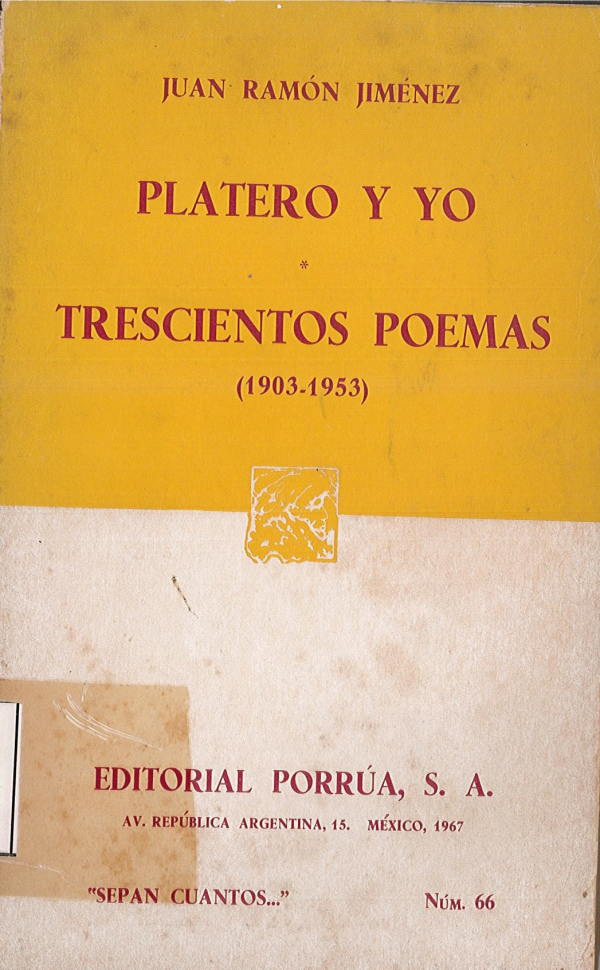 JUAN RAMÓN JIMÉNEZ
PLATERO Y YO
*
TRESCIENTOS POEMAS
(1903-1953)
EDITORIAL PORRÚA, S. A.
AV. REPÚBLICA ARGENTINA, 15. MÉXICO, 1967
"SEPAN CUANTOS..." NÚM. 66